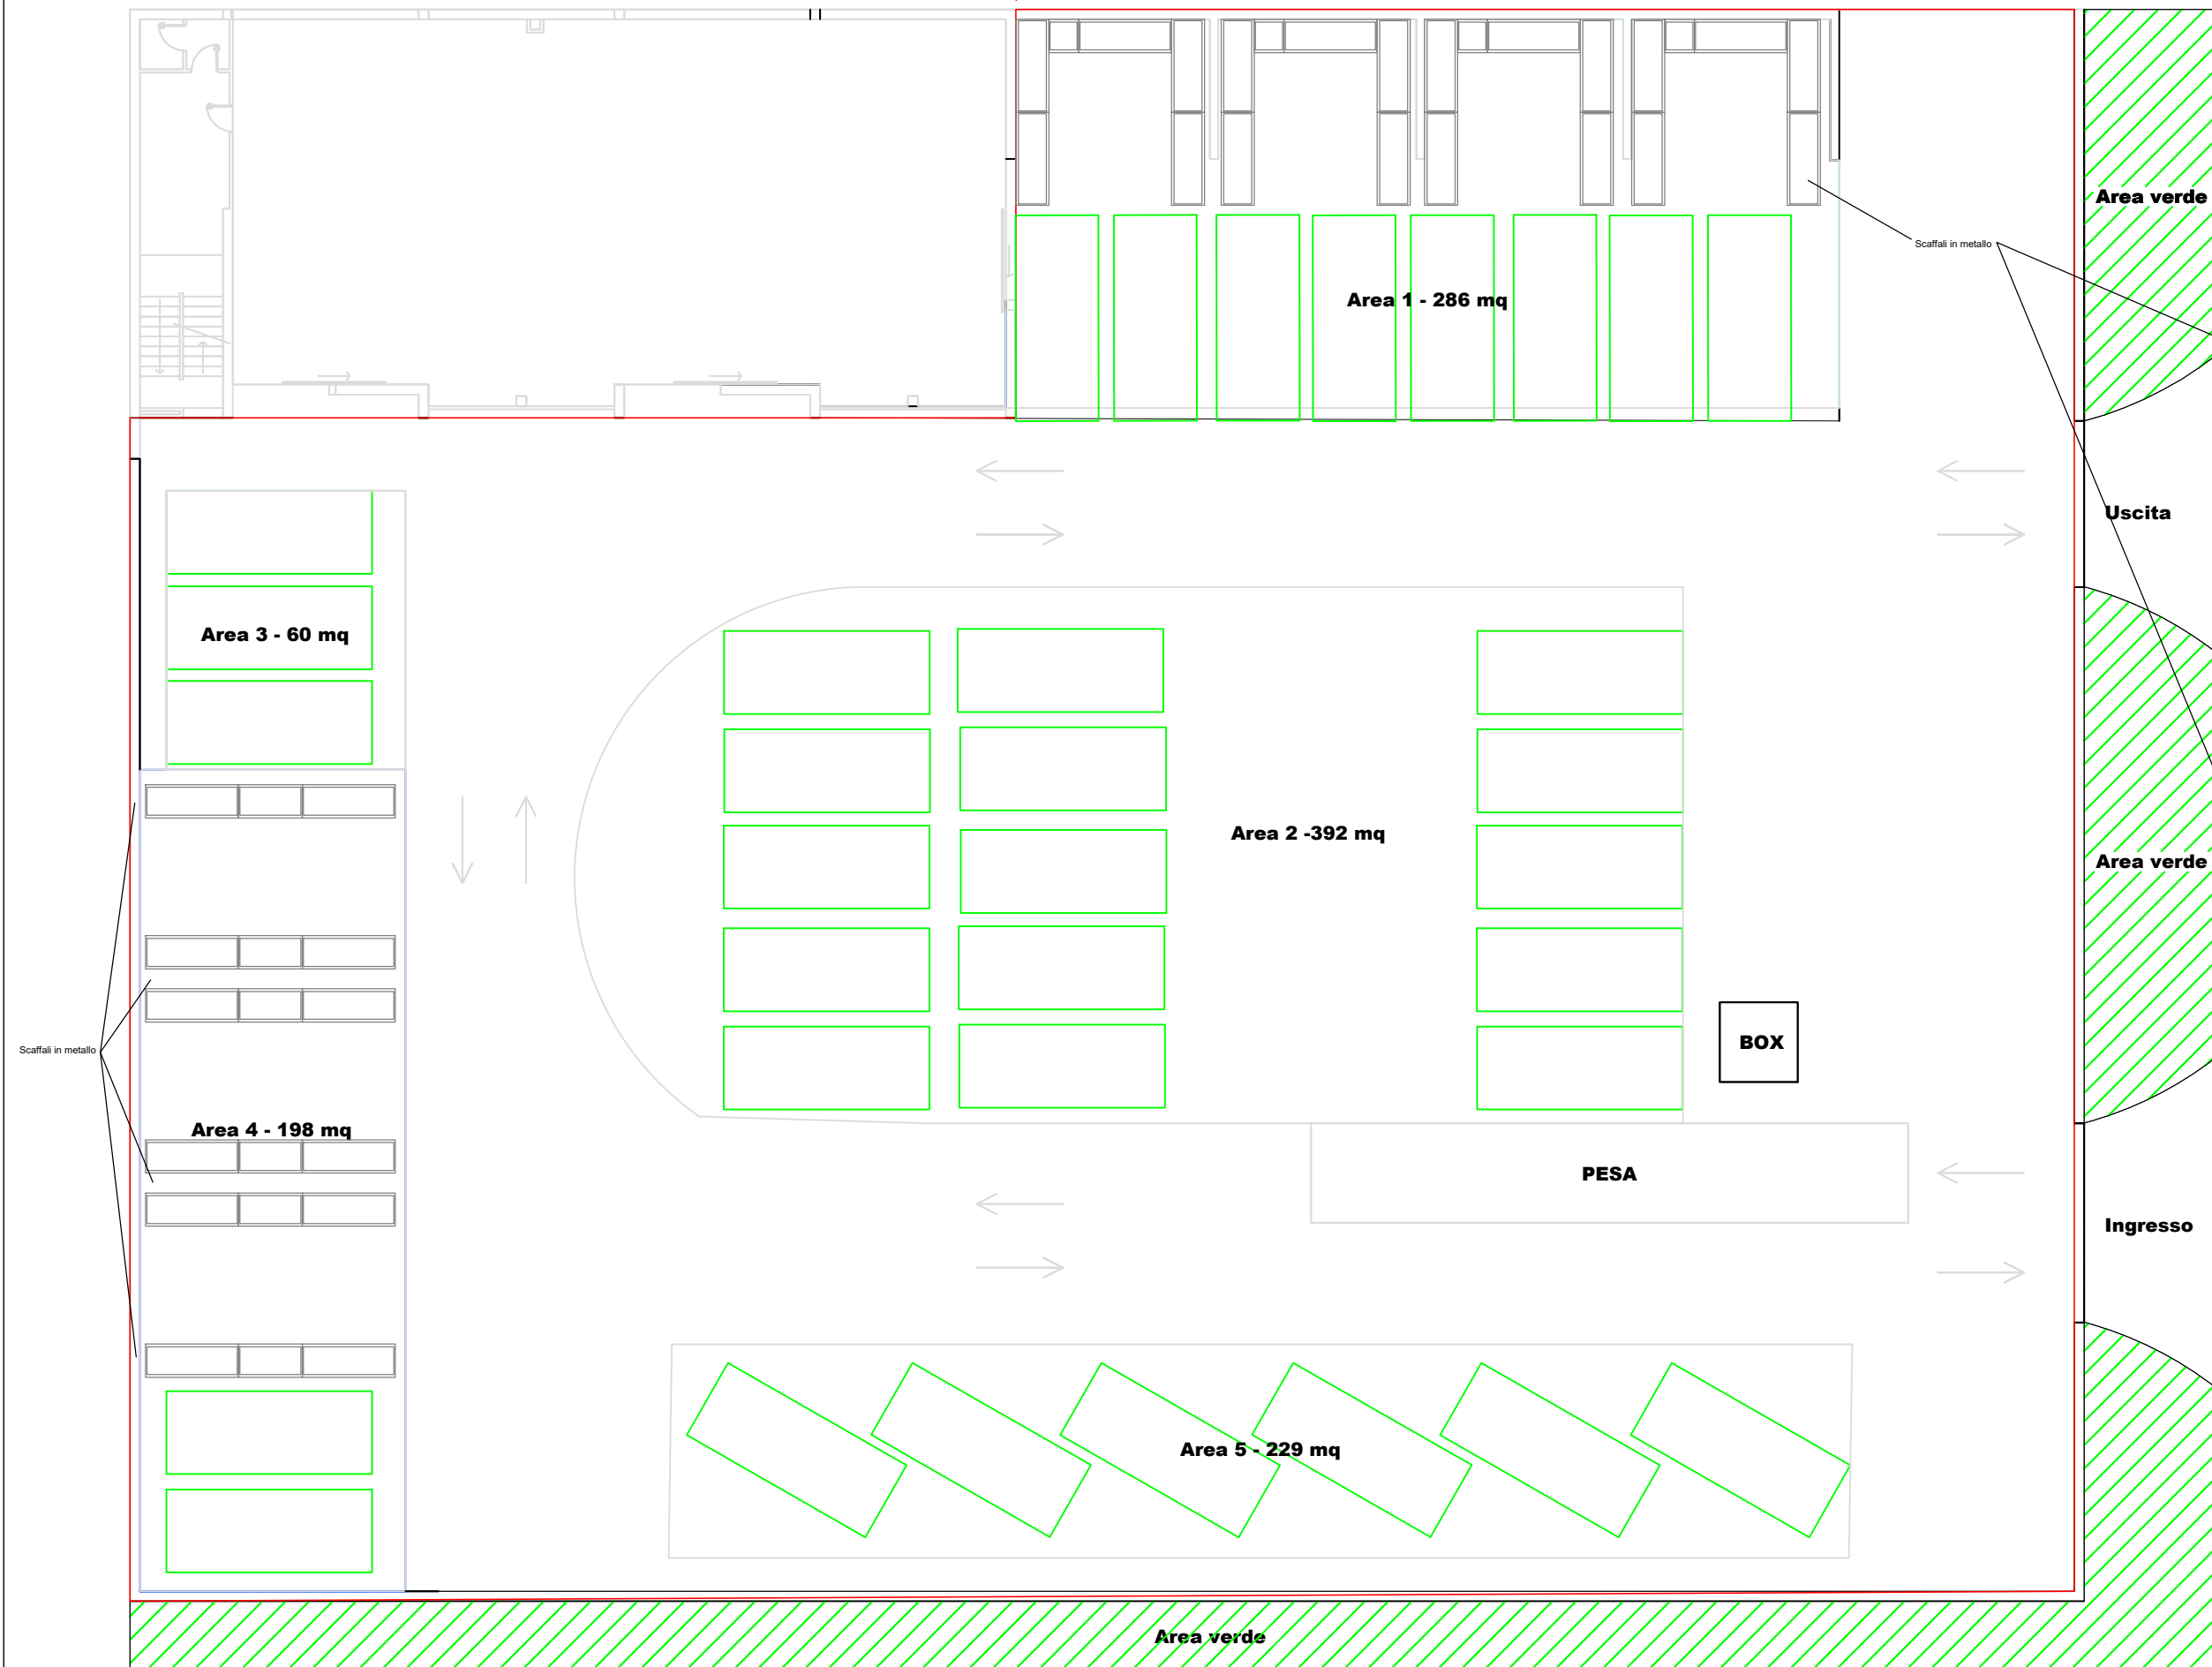 Area verde
Scaffali in metallo
Area 1 - 286 mq
Uscita
Area 3 - 60 mq
Area 2 -392 mq
Area verde
BOX
Scaffali in metallo
Area 4 - 198 mq
PESA
Ingresso
Area 5 - 229 mq
Area verde